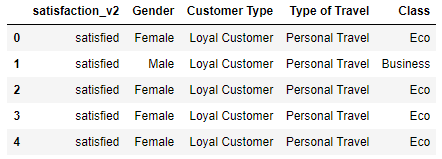 satisfaction_v2 Gender Customer Type Type of Travel Class
0 satisfied Female Loyal Customer Personal Travel Eco
1 satisfied Male Loyal Customer Personal Travel Business
2 satisfied Female Loyal Customer Personal Travel Eco
3 satisfied Female Loyal Customer Personal Travel Eco
4 satisfied Female Loyal Customer Personal Travel Eco